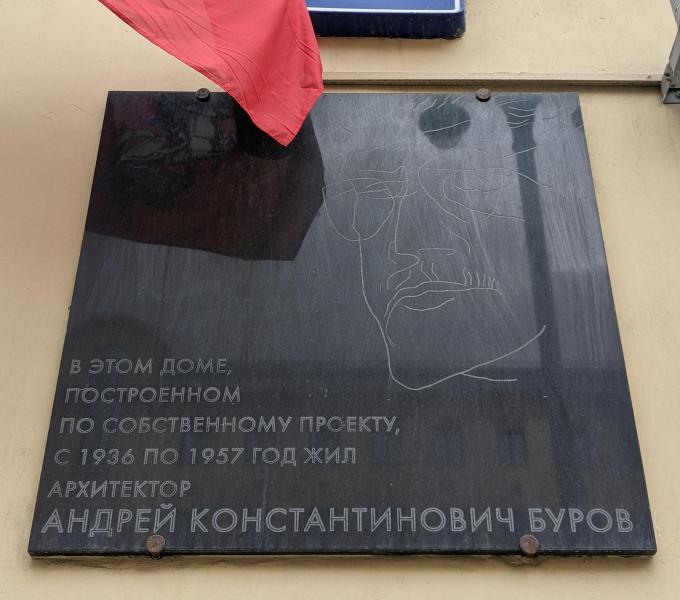 В ЭТОМ ДОМЕ,
ПОСТРОЕННОМ
ПО СОБСТВЕННОМУ ПРОЕКТУ,
С 1936 ПО 1957 ГОД ЖИЛ
АРХИТЕКТОР
АНДРЕЙ КОНСТАНТИНОВИЧ БУРОВ